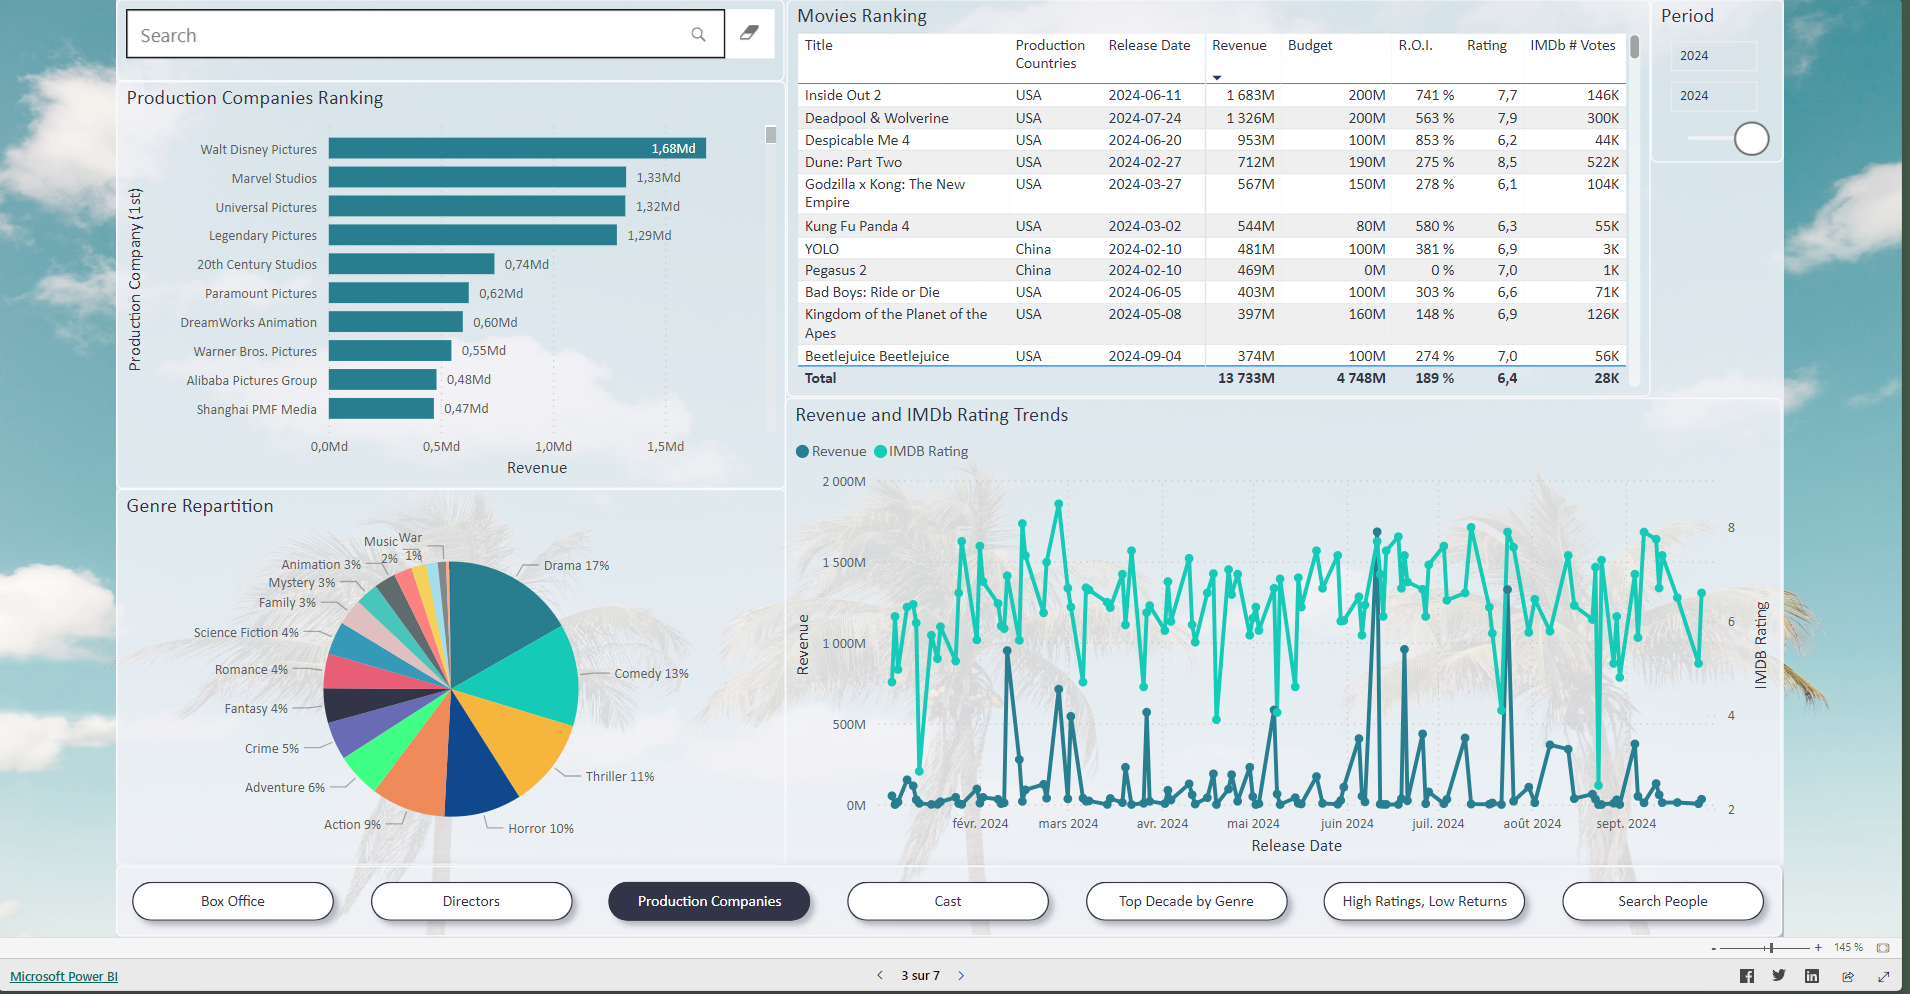 Search
Production Companies Ranking
Production Company (1st)
Walt Disney Pictures 1,68Md
Marvel Studios 1,33Md
Universal Pictures 1,32Md
Legendary Pictures 1,29Md
20th Century Studios 0,74Md
Paramount Pictures 0,62Md
DreamWorks Animation 0,60Md
Warner Bros. Pictures 0,55Md
Alibaba Pictures Group 0,48Md
Shanghai PMF Media 0,47Md
0,0Md 0,5Md 1,0Md 1,5Md
Revenue
Movies Ranking
Title Production Countries Release Date Revenue Budget R.O.I. Rating IMDb # Votes
Inside Out 2 USA 2024-06-11 1 683M 200M 741 % 7,7 146K
Deadpool & Wolverine USA 2024-07-24 1 326M 200M 563 % 7,9 300K
Despicable Me 4 USA 2024-06-20 953M 100M 853 % 6,2 44K
Dune: Part Two USA 2024-02-27 712M 190M 275 % 8,5 522K
Godzilla x Kong: The New Empire USA 2024-03-27 567M 150M 278 % 6,1 104K
Kung Fu Panda 4 USA 2024-03-02 544M 80M 580 % 6,3 55K
YOLO China 2024-02-10 481M 100M 381 % 6,9 3K
Pegasus 2 China 2024-02-10 469M 0M 0 % 7,0 1K
Bad Boys: Ride or Die USA 2024-06-05 403M 100M 303 % 6,6 71K
Kingdom of the Planet of the Apes USA 2024-05-08 397M 160M 148 % 6,9 126K
Beetlejuice Beetlejuice USA 2024-09-04 374M 100M 274 % 7,0 56K
Total 13 733M 4 748M 189 % 6,4 28K
Period
2024
2024
Genre Repartition
Drama 17%
Comedy 13%
Thriller 11%
Horror 10%
Action 9%
Adventure 6%
Crime 5%
Fantasy 4%
Romance 4%
Science Fiction 4%
Family 3%
Mystery 3%
Animation 3%
Music 2%
War 1%
Revenue and IMDb Rating Trends
Revenue IMDB Rating
2 000M
1 500M
1 000M
500M
0M
Revenue
8
6
4
2
IMDB Rating
févr. 2024 mars 2024 avr. 2024 mai 2024 juin 2024 juil. 2024 août 2024 sept. 2024
Release Date
Box Office Directors Production Companies Cast Top Decade by Genre High Ratings, Low Returns Search People
- + 145 %
Microsoft Power BI < 3 sur 7 >